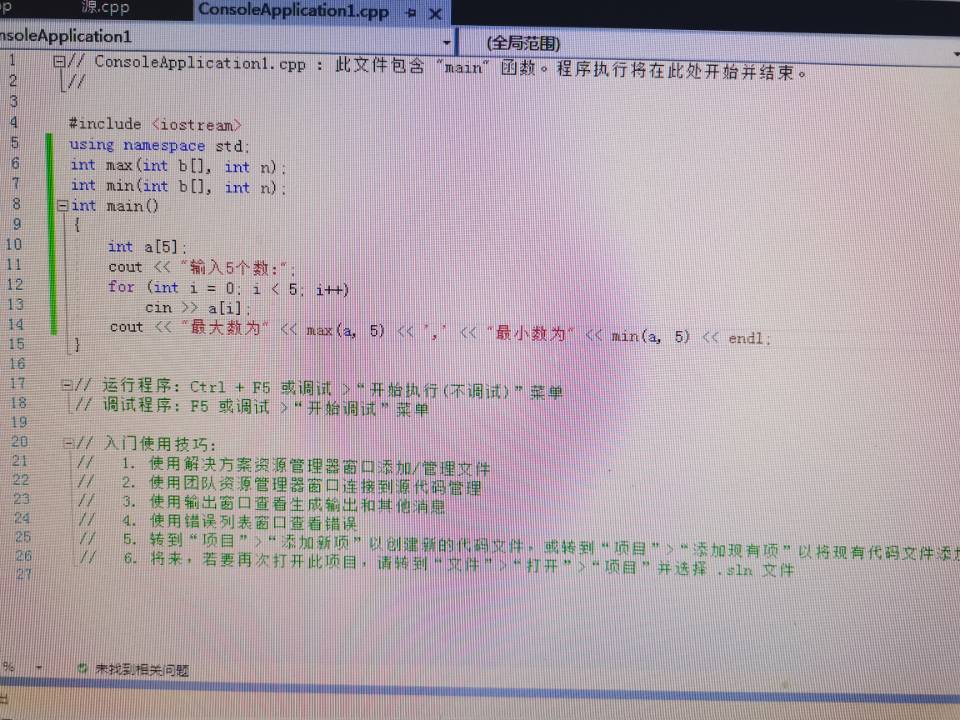 源.cpp
ConsoleApplication1.cpp
nsoleApplication1
(全局范围)
1 // ConsoleApplication1.cpp : 此文件包含 "main" 函数。程序执行将在此处开始并结束。
2 //
3
4 #include <iostream>
5 using namespace std;
6 int max(int b[], int n);
7 int min(int b[], int n);
8 int main()
9 {
10 int a[5];
11 cout << "输入5个数:";
12 for (int i = 0; i < 5; i++)
13 cin >> a[i];
14 cout << "最大数为" << max(a, 5) << ',' << "最小数为" << min(a, 5) << endl;
15 }
16
17 // 运行程序: Ctrl + F5 或调试 >“开始执行(不调试)”菜单
18 // 调试程序: F5 或调试 >“开始调试”菜单
19
20 // 入门使用技巧:
21 // 1. 使用解决方案资源管理器窗口添加/管理文件
22 // 2. 使用团队资源管理器窗口连接到源代码管理
23 // 3. 使用输出窗口查看生成输出和其他消息
24 // 4. 使用错误列表窗口查看错误
25 // 5. 转到“项目”>“添加新项”以创建新的代码文件，或转到“项目”>“添加现有项”以将现有代码文件添加
26 // 6. 将来，若要再次打开此项目，请转到“文件”>“打开”>“项目”并选择 .sln 文件
27
% 未找到相关问题